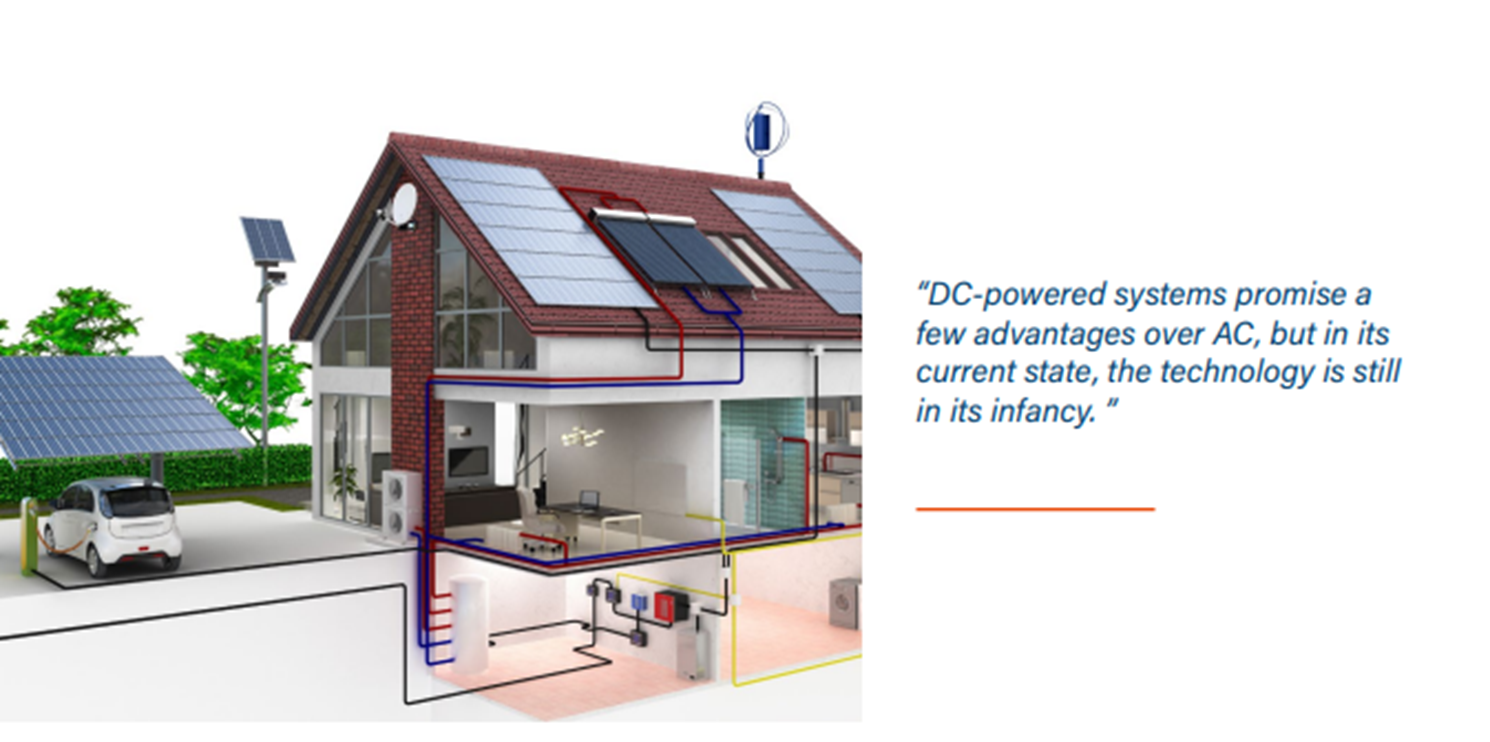 “DC-powered systems promise a
few advantages over AC, but in its
current state, the technology is still
in its infancy. ”